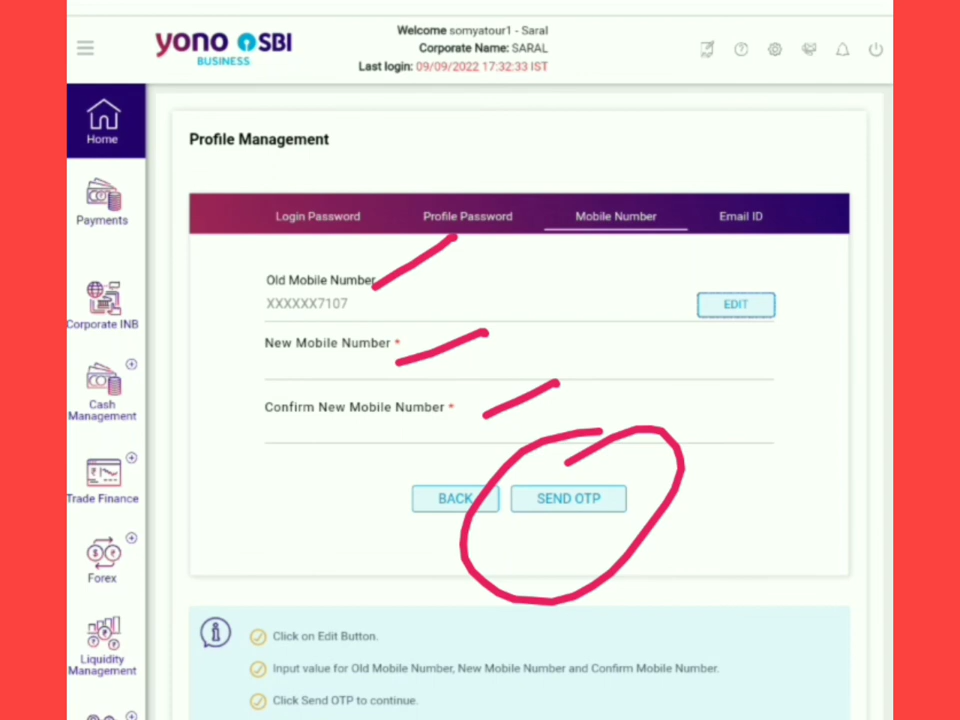 yono SBI
BUSINESS
Welcome somyatour1 - Saral
Corporate Name: SARAL
Last login: 09/09/2022 17:32:33 IST
Home
Payments
Corporate INB
Cash
Management
Trade Finance
Forex
Liquidity
Management
Profile Management
Login Password Profile Password Mobile Number Email ID
Old Mobile Number
XXXXXX7107
EDIT
New Mobile Number *
Confirm New Mobile Number *
BACK SEND OTP
Click on Edit Button.
Input value for Old Mobile Number, New Mobile Number and Confirm Mobile Number.
Click Send OTP to continue.